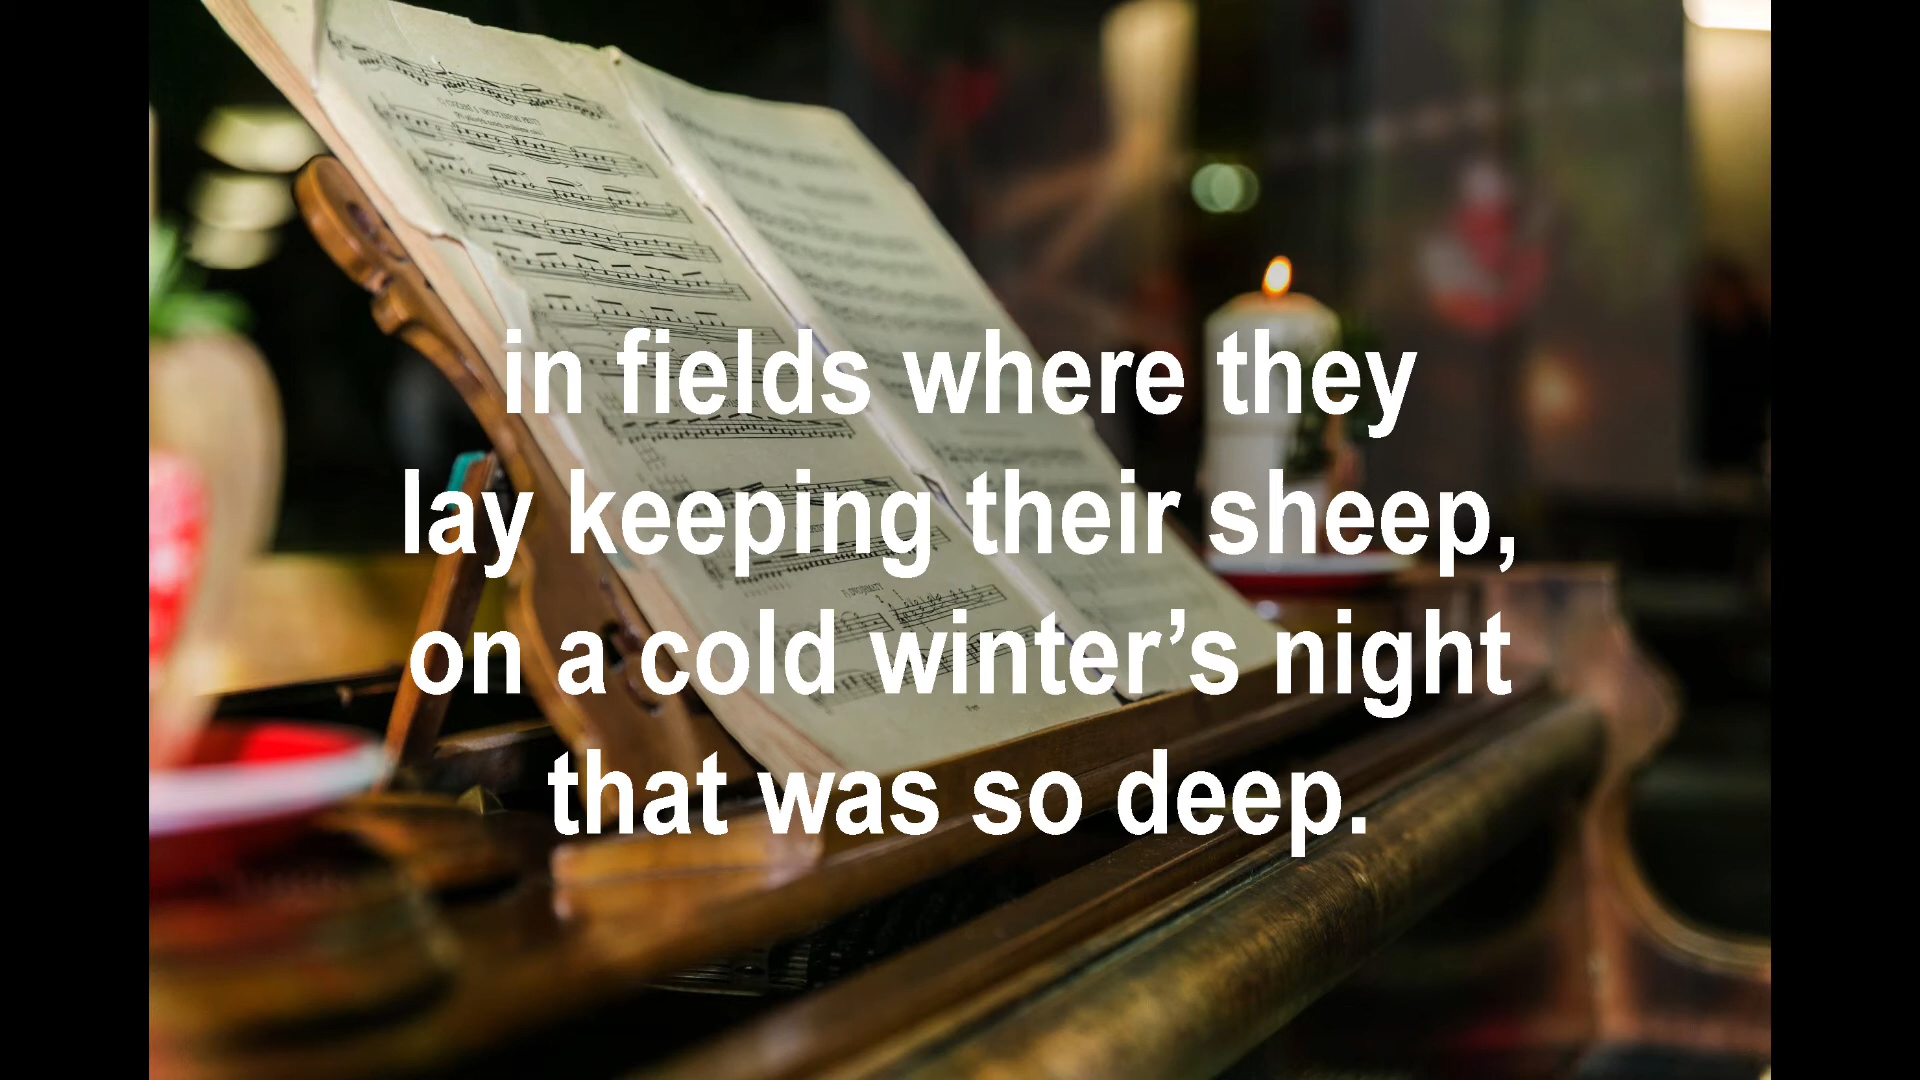 in fields where they
lay keeping their sheep,
on a cold winter’s night
that was so deep.